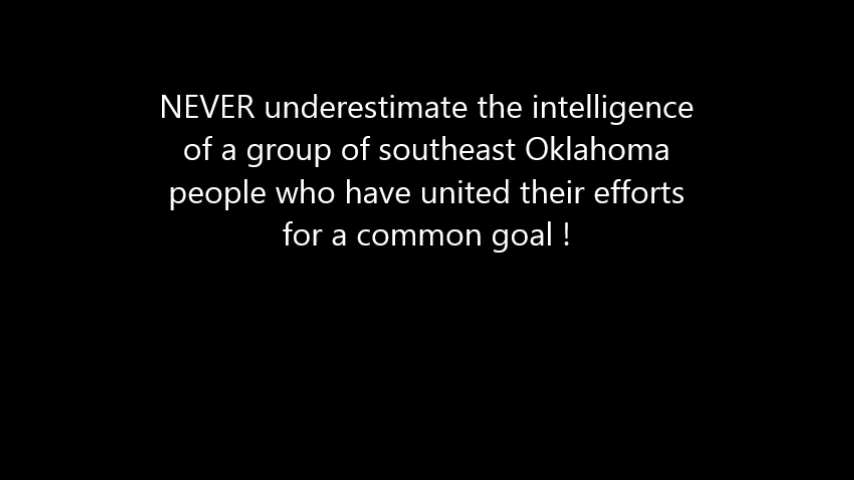 NEVER underestimate the intelligence
of a group of southeast Oklahoma
people who have united their efforts
for a common goal !